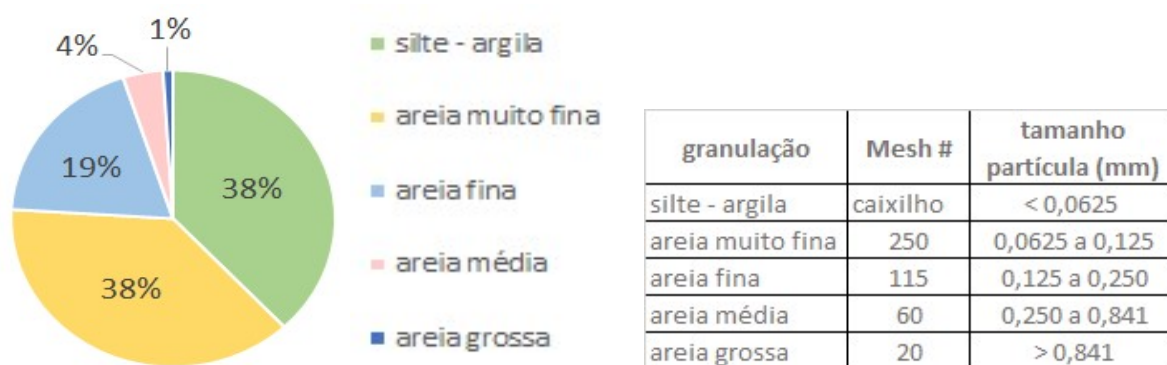 1%
4%
19%
38%
38%
silte - argila
areia muito fina
areia fina
areia média
areia grossa
granulação Mesh # tamanho
partícula (mm)
silte - argila caixilho < 0,0625
areia muito fina 250 0,0625 a 0,125
areia fina 115 0,125 a 0,250
areia média 60 0,250 a 0,841
areia grossa 20 > 0,841